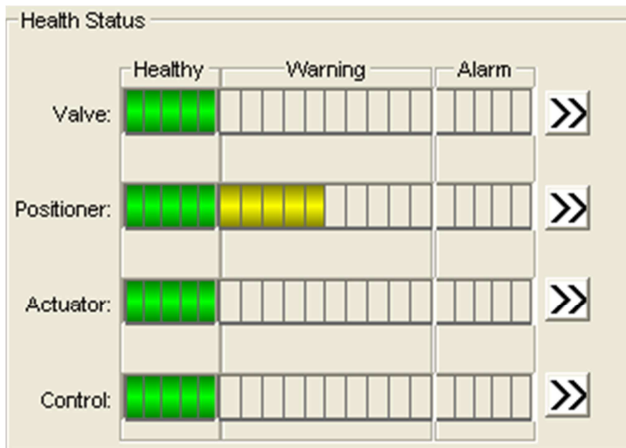 Health Status
Healthy Warning Alarm
Valve:
Positioner:
Actuator:
Control: